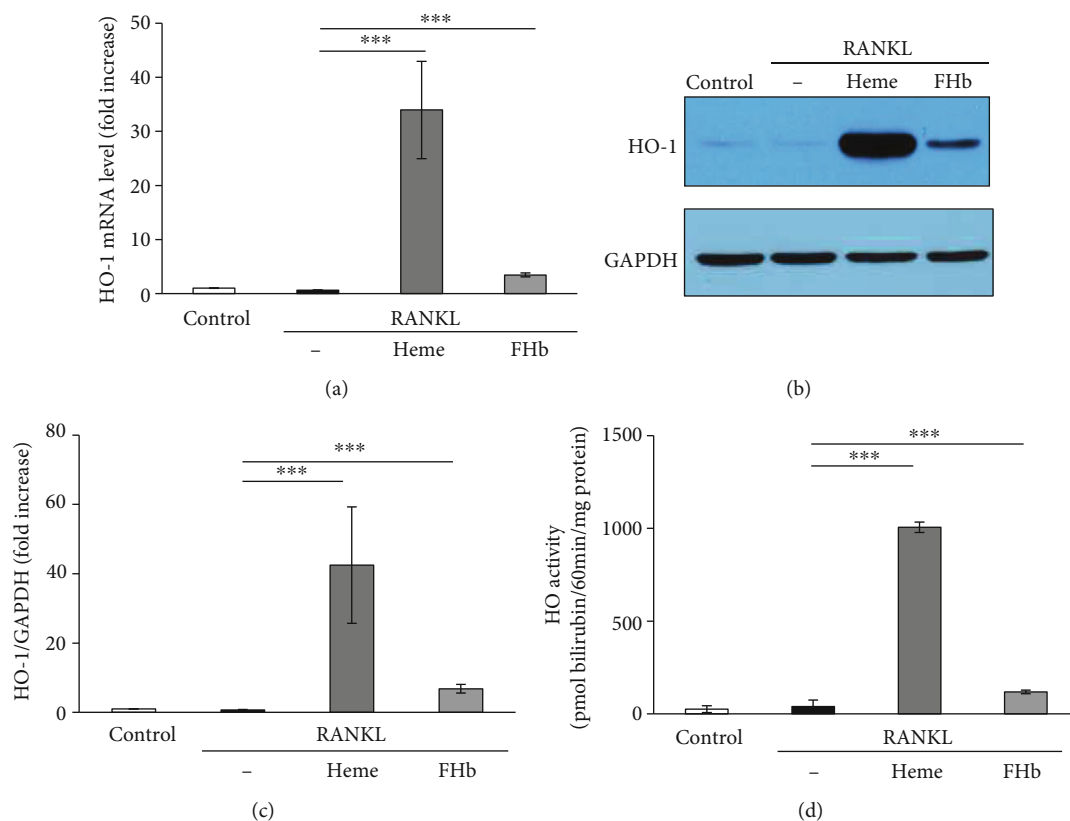 HO-1 mRNA level (fold increase)
50
40
30
20
10
0
***
***
Control
RANKL
– Heme FHb
(a)
RANKL
Control – Heme FHb
HO-1
GAPDH
(b)
HO-1/GAPDH (fold increase)
80
60
40
20
0
***
***
Control
RANKL
– Heme FHb
(c)
HO activity
(pmol bilirubin/60min/mg protein)
1500
1000
500
0
***
***
Control
RANKL
– Heme FHb
(d)